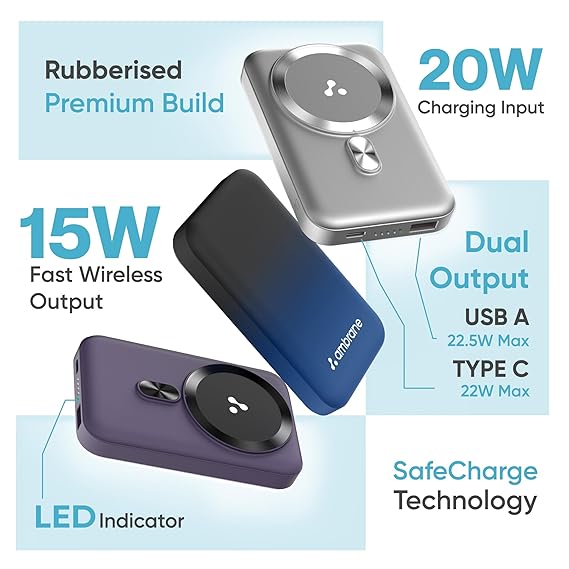 Rubberised
Premium Build
20W
Charging Input
15W
Fast Wireless
Output
ambrane
Dual
Output
USB A
22.5W Max
TYPE C
22W Max
LED Indicator
SafeCharge
Technology